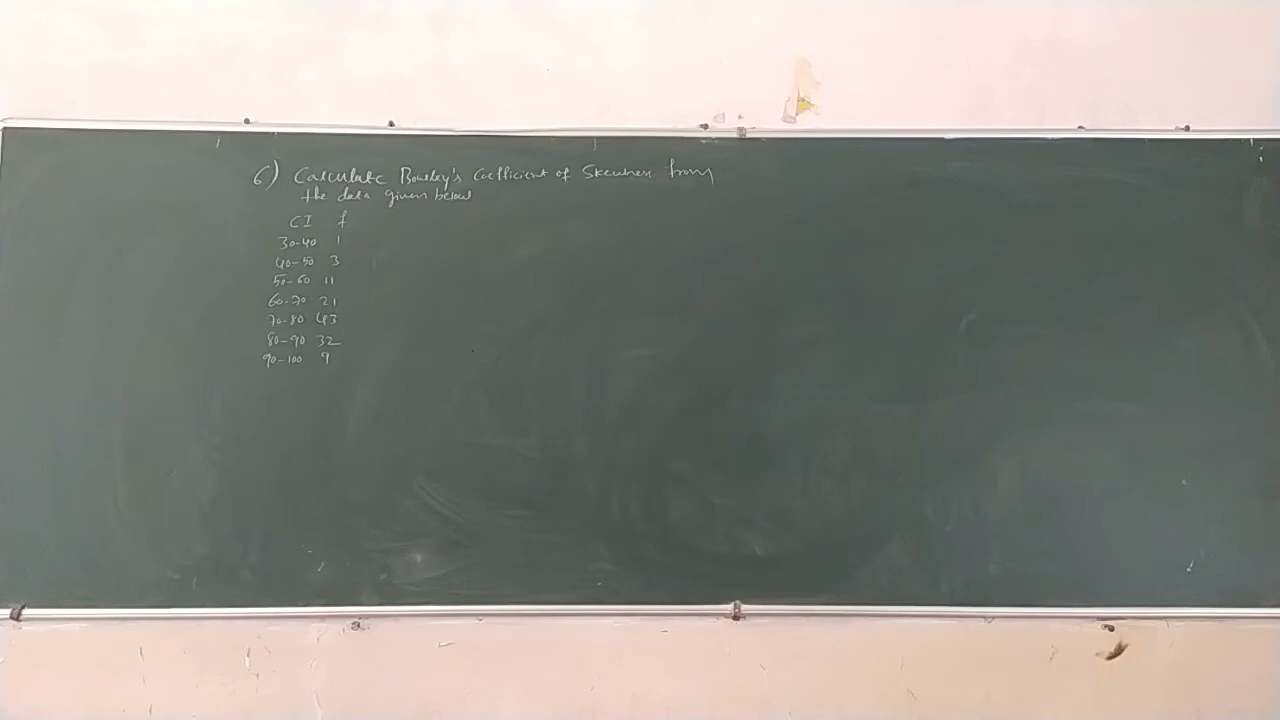 6) Calculate Bowley's Coefficient of Skewness from
the data given below
CI f
30-40 1
40-50 3
50-60 11
60-70 21
70-80 43
80-90 32
90-100 9